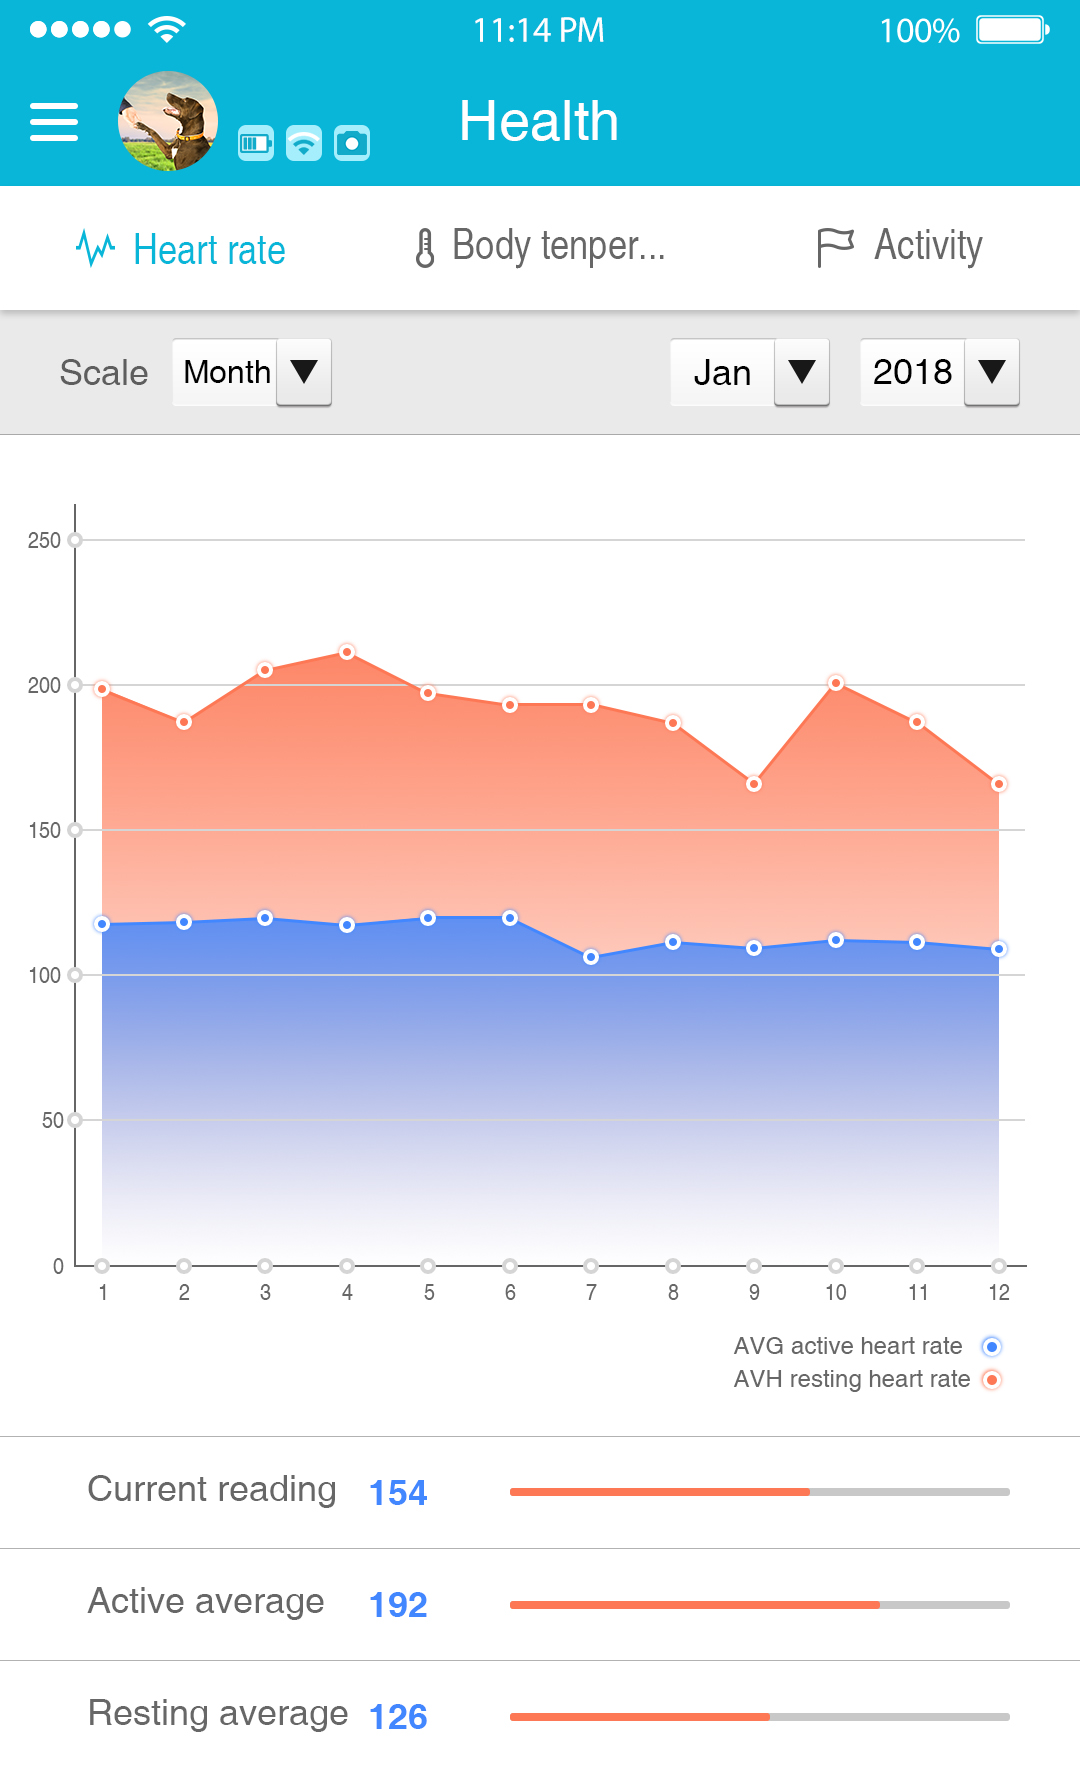 11:14 PM 100%
Health
Heart rate Body tenper... Activity
Scale Month Jan 2018
250
200
150
100
50
0
1 2 3 4 5 6 7 8 9 10 11 12
AVG active heart rate
AVH resting heart rate
Current reading 154
Active average 192
Resting average 126